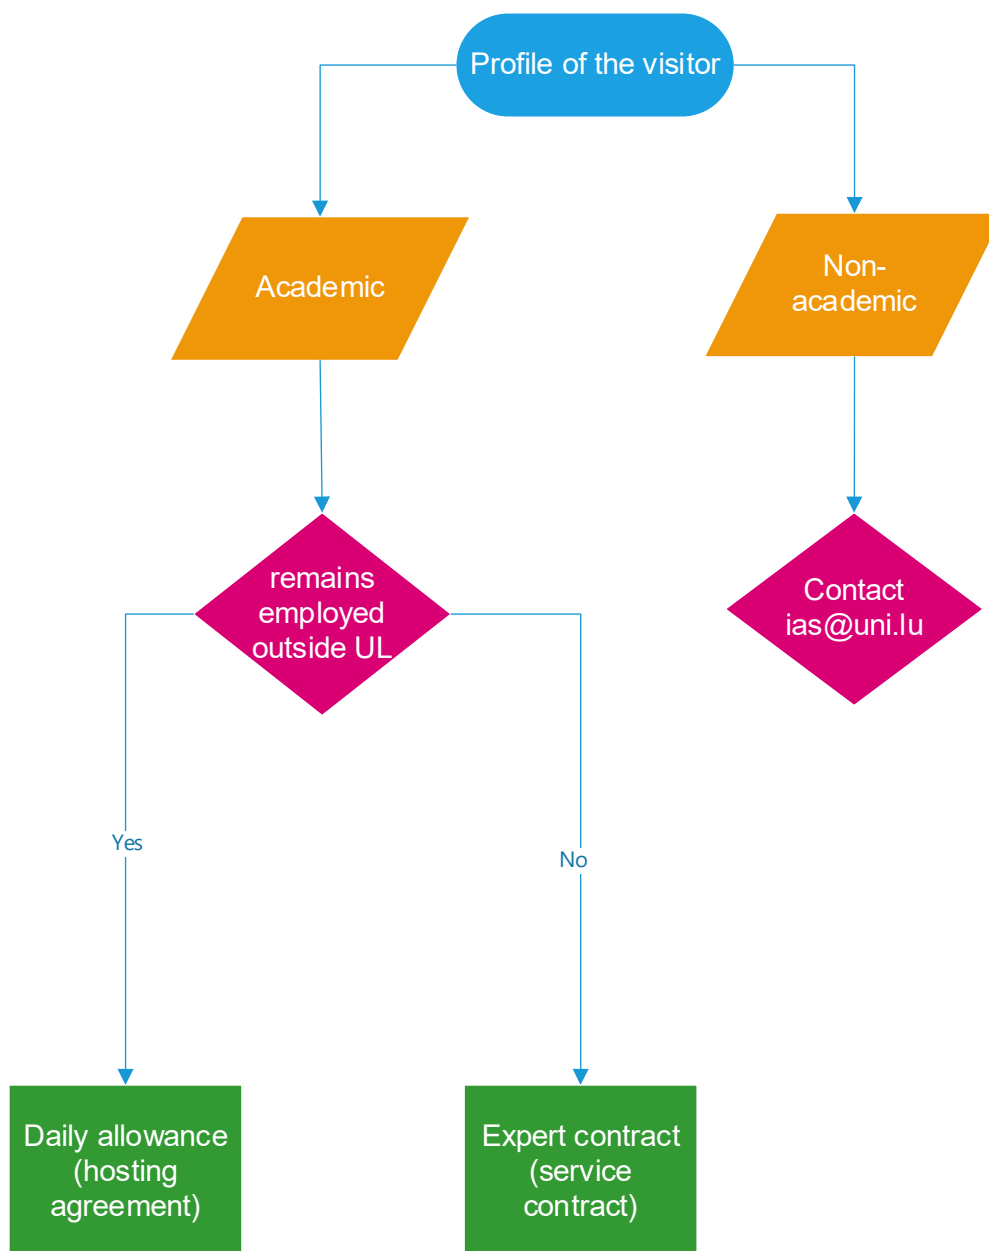 Profile of the visitor
Academic
Non-
academic
remains
employed
outside UL
Contact
ias@uni.lu
Yes
No
Daily allowance
(hosting
agreement)
Expert contract
(service
contract)